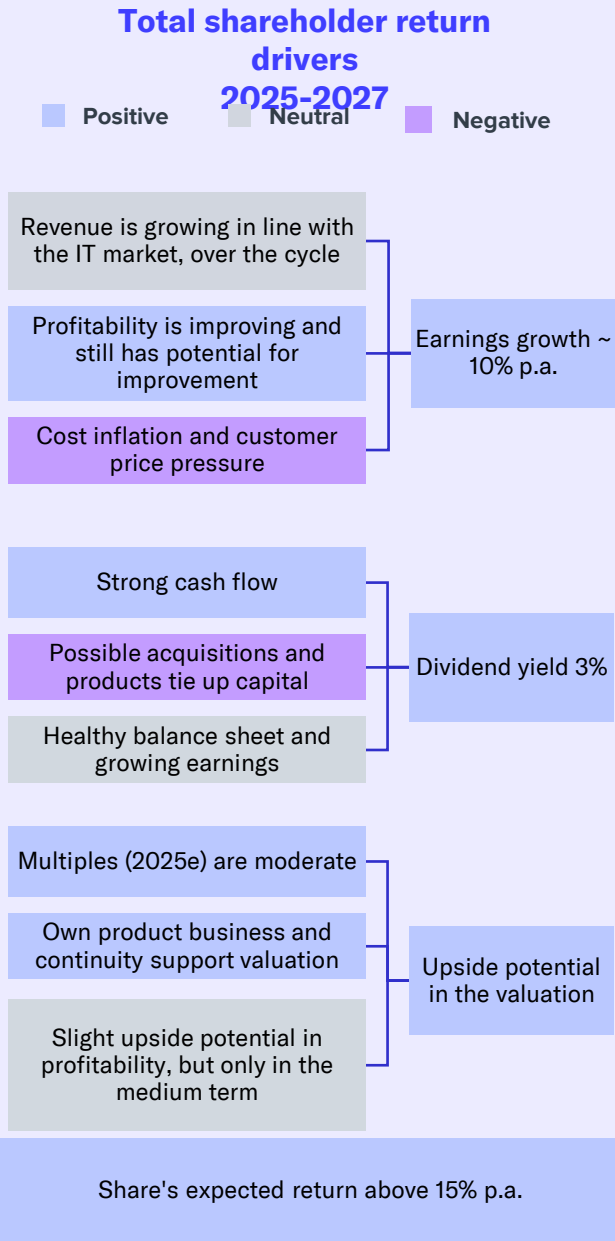 Total shareholder return
drivers
2025-2027
Positive
Neutral
Negative
Revenue is growing in line with
the IT market, over the cycle
Profitability is improving and
still has potential for
improvement
Cost inflation and customer
price pressure
Earnings growth ~
10% p.a.
Strong cash flow
Possible acquisitions and
products tie up capital
Healthy balance sheet and
growing earnings
Dividend yield 3%
Multiples (2025e) are moderate
Own product business and
continuity support valuation
Slight upside potential in
profitability, but only in the
medium term
Upside potential
in the valuation
Share's expected return above 15% p.a.